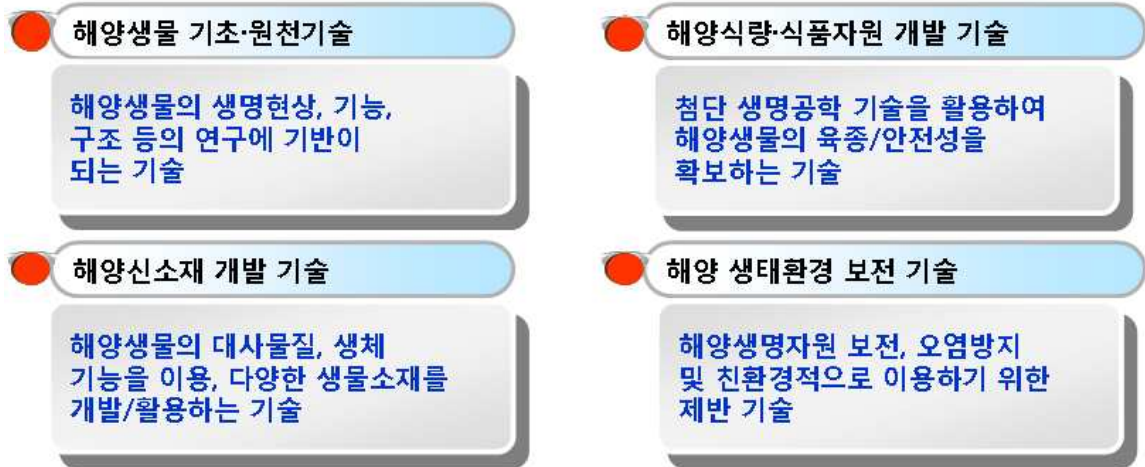 해양생물 기초·원천기술
해양생물의 생명현상, 기능,
구조 등의 연구에 기반이
되는 기술
해양식량·식품자원 개발 기술
첨단 생명공학 기술을 활용하여
해양생물의 육종/안전성을
확보하는 기술
해양신소재 개발 기술
해양생물의 대사물질, 생체
기능을 이용, 다양한 생물소재를
개발/활용하는 기술
해양 생태환경 보전 기술
해양생명자원 보전, 오염방지
및 친환경적으로 이용하기 위한
제반 기술